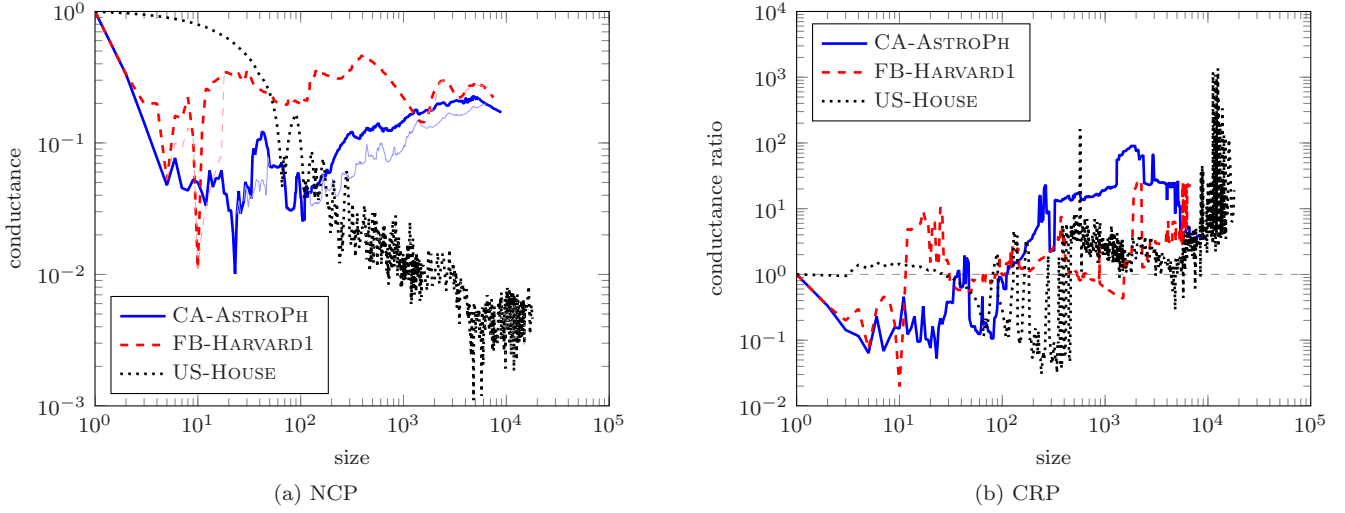 10^0
10^-1
10^-2
10^-3
conductance
CA-ASTROPH
FB-HARVARD1
US-HOUSE
10^0 10^1 10^2 10^3 10^4 10^5
size
(a) NCP
10^4
10^3
10^2
10^1
10^0
10^-1
10^-2
conductance ratio
CA-ASTROPH
FB-HARVARD1
US-HOUSE
10^0 10^1 10^2 10^3 10^4 10^5
size
(b) CRP